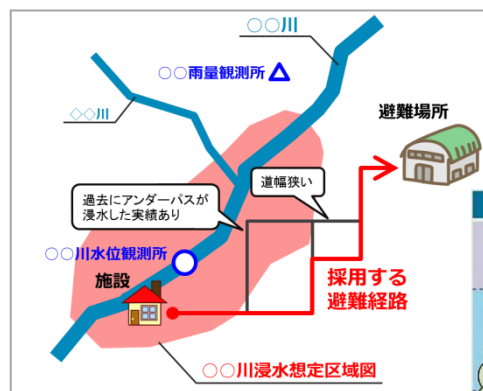 ○○川
○○雨量観測所
◇◇川
避難場所
道幅狭い
過去にアンダーパスが
浸水した実績あり
○○川水位観測所
施設
採用する
避難経路
○○川浸水想定区域図